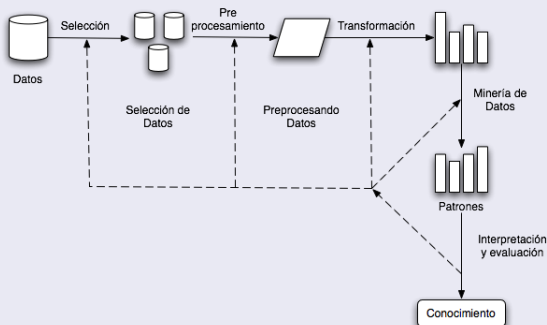 Selección
Pre
procesamiento
Transformación
Datos
Selección de
Datos
Preprocesando
Datos
Minería de
Datos
Patrones
Interpretación
y evaluación
Conocimiento